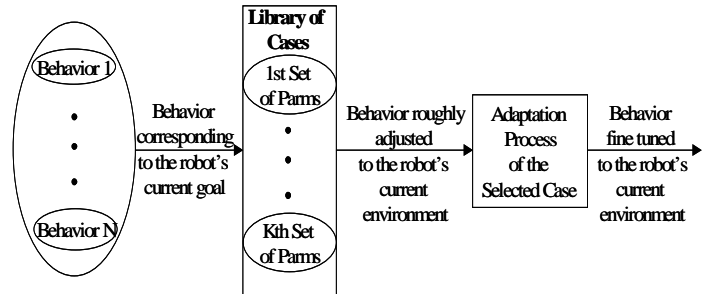 Behavior 1
Behavior N
Behavior
corresponding
to the robot's
current goal
Library of
Cases
1st Set
of Parms
Kth Set
of Parms
Behavior roughly
adjusted
to the robot's
current
environment
Adaptation
Process
of the
Selected Case
Behavior
fine tuned
to the robot's
current
environment